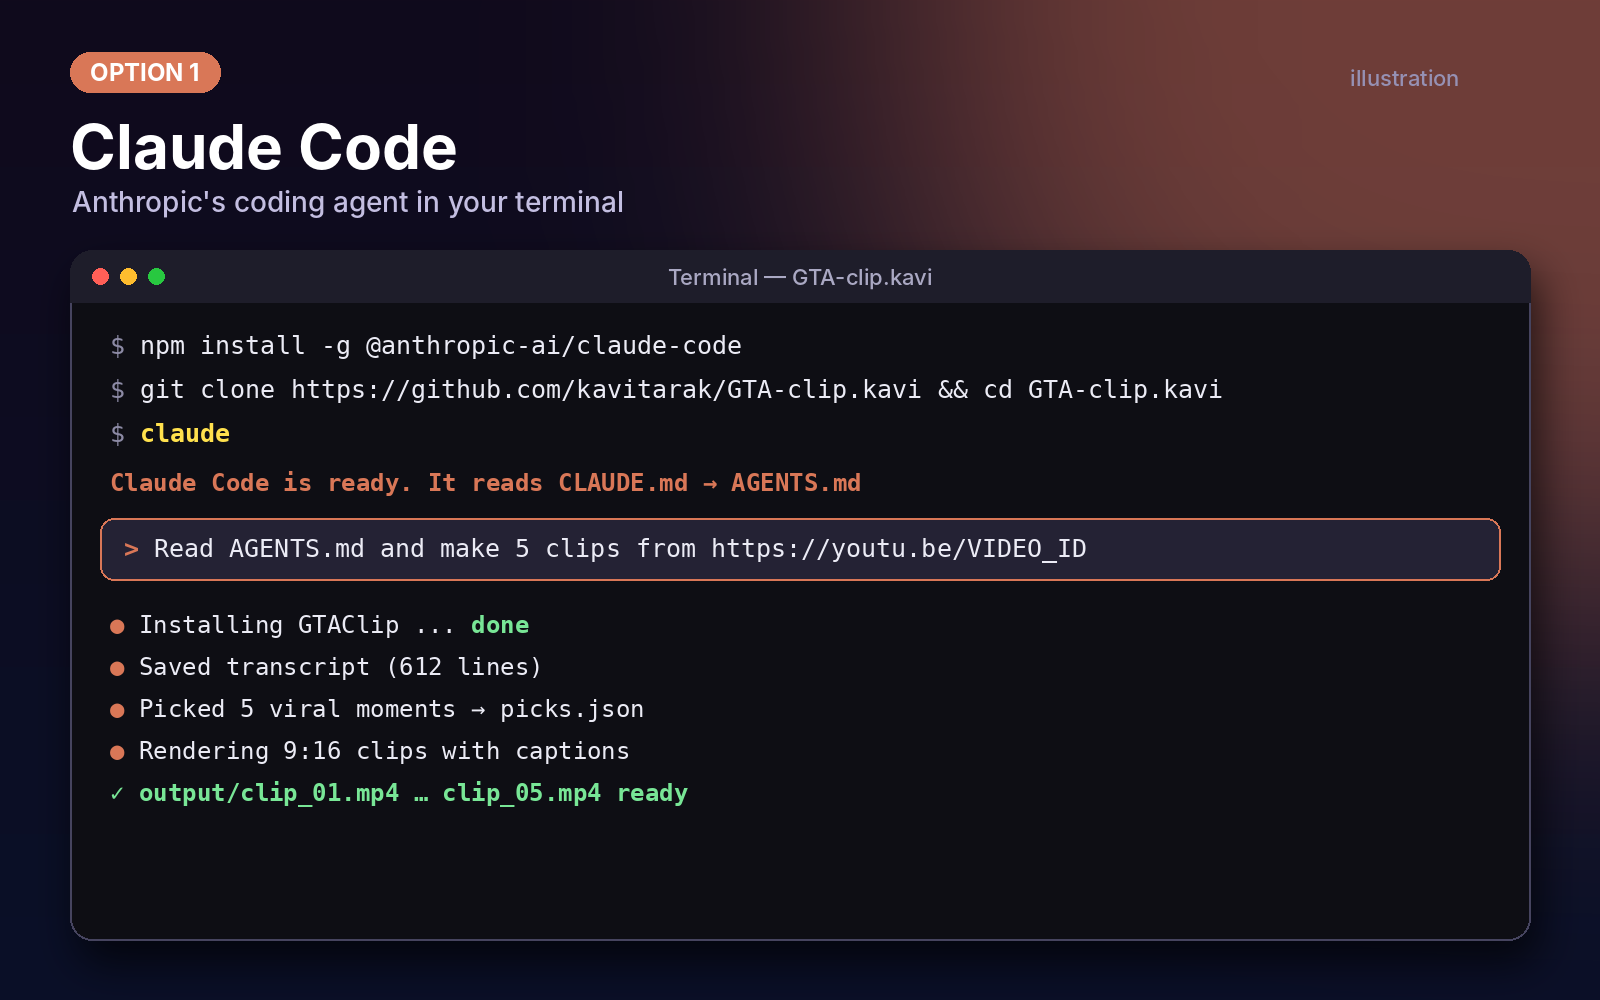 OPTION 1
illustration
Claude Code
Anthropic's coding agent in your terminal
Terminal — GTA-clip.kavi
$ npm install -g @anthropic-ai/claude-code
$ git clone https://github.com/kavitarak/GTA-clip.kavi && cd GTA-clip.kavi
$ claude
Claude Code is ready. It reads CLAUDE.md → AGENTS.md
> Read AGENTS.md and make 5 clips from https://youtu.be/VIDEO_ID
● Installing GTAClip ... done
● Saved transcript (612 lines)
● Picked 5 viral moments → picks.json
● Rendering 9:16 clips with captions
✓ output/clip_01.mp4 … clip_05.mp4 ready